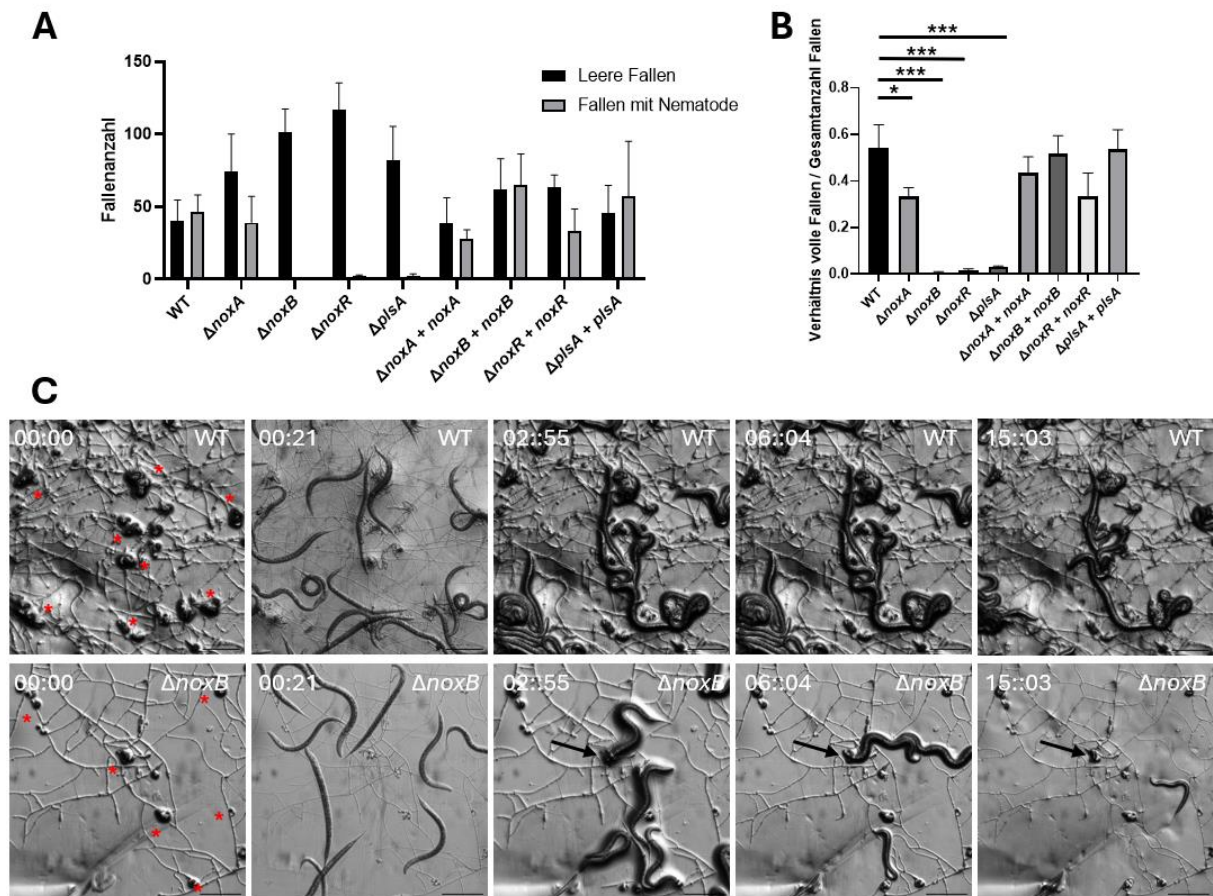 A
150
100
50
0
Fallenanzahl
Leere Fallen
Fallen mit Nematode
WT
ΔnoxA
ΔnoxB
ΔnoxR
ΔplsA
ΔnoxA + noxA
ΔnoxB + noxB
ΔnoxR + noxR
ΔplsA + plsA
B
***
***
***
*
Verhältnis volle Fallen / Gesamtanzahl Fallen
0.8
0.6
0.4
0.2
0.0
WT
ΔnoxA
ΔnoxB
ΔnoxR
ΔplsA
ΔnoxA + noxA
ΔnoxB + noxB
ΔnoxR + noxR
ΔplsA + plsA
C
00:00 WT
00:21 WT
02::55 WT
06::04 WT
15::03 WT
00:00 ΔnoxB
00:21 ΔnoxB
02::55 ΔnoxB
06::04 ΔnoxB
15::03 ΔnoxB